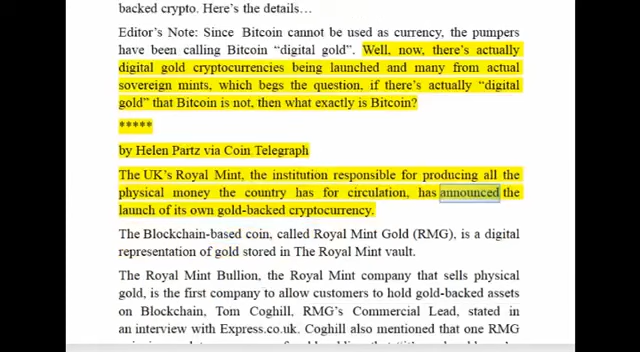 backed crypto. Here's the details…
Editor's Note: Since Bitcoin cannot be used as currency, the pumpers
have been calling Bitcoin “digital gold”. Well, now, there's actually
digital gold cryptocurrencies being launched and many from actual
sovereign mints, which begs the question, if there's actually “digital
gold” that Bitcoin is not, then what exactly is Bitcoin?
*****
by Helen Partz via Coin Telegraph
The UK's Royal Mint, the institution responsible for producing all the
physical money the country has for circulation, has announced the
launch of its own gold-backed cryptocurrency.
The Blockchain-based coin, called Royal Mint Gold (RMG), is a digital
representation of gold stored in The Royal Mint vault.
The Royal Mint Bullion, the Royal Mint company that sells physical
gold, is the first company to allow customers to hold gold-backed assets
on Blockchain, Tom Coghill, RMG's Commercial Lead, stated in
an interview with Express.co.uk. Coghill also mentioned that one RMG